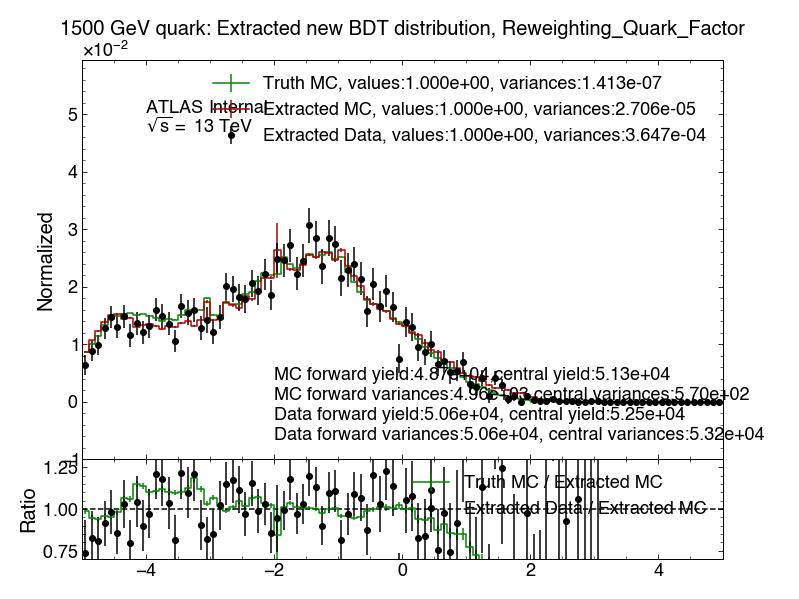 1500 GeV quark: Extracted new BDT distribution, Reweighting_Quark_Factor
×10⁻²
Truth MC, values:1.000e+00, variances:1.413e-07
ATLAS Internal
Extracted MC, values:1.000e+00, variances:2.706e-05
√s = 13 TeV
Extracted Data, values:1.000e+00, variances:3.647e-04
Normalized
5
4
3
2
1
0
MC forward yield:4.87e+04, central yield:5.13e+04
MC forward variances:4.96e+03 central variances:5.70e+02
Data forward yield:5.06e+04, central yield:5.25e+04
Data forward variances:5.06e+04, central variances:5.32e+04
Ratio
1.25
1.00
0.75
Truth MC / Extracted MC
Extracted Data / Extracted MC
−4
−2
0
2
4